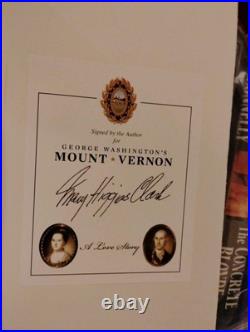 Signed by the Author
for
GEORGE WASHINGTON'S
MOUNT ★ VERNON
Mary Higgins Clark
A Love Story
CONNELLY
The CONCRETE
BLONDE